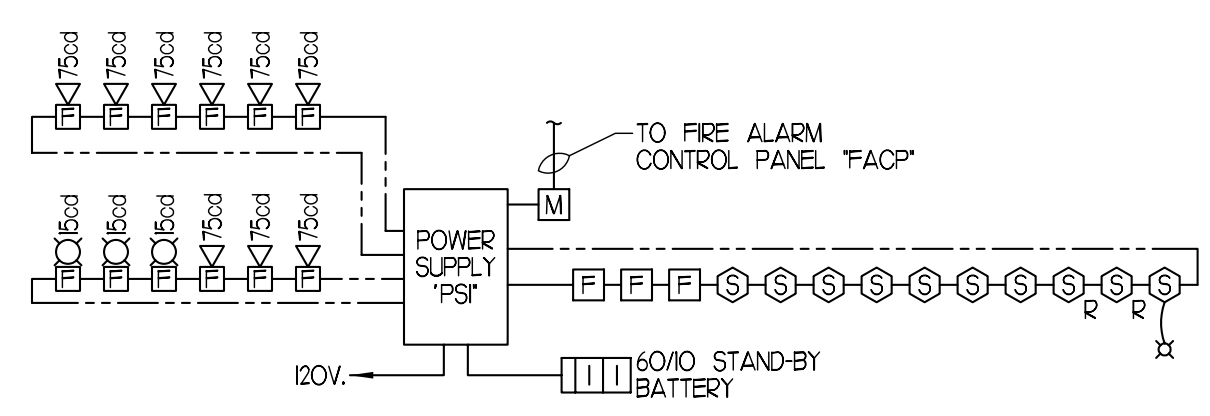 75cd 75cd 75cd 75cd 75cd 75cd
F F F F F F
TO FIRE ALARM
CONTROL PANEL "FACP"
M
15cd 15cd 15cd 75cd 75cd 75cd
F F F F F F
POWER
SUPPLY
'PS1"
F F F S S S S S S S S S S
R R
120V.
60/10 STAND-BY
BATTERY